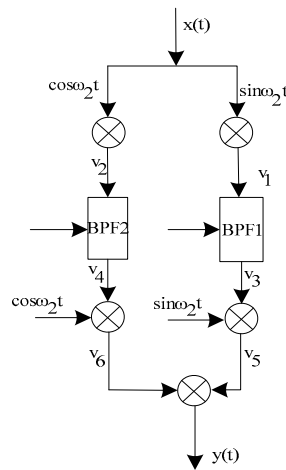 x(t)
cosω₂t
sinω₂t
v₂
v₁
BPF2
BPF1
v₄
v₃
cosω₂t
sinω₂t
v₆
v₅
y(t)